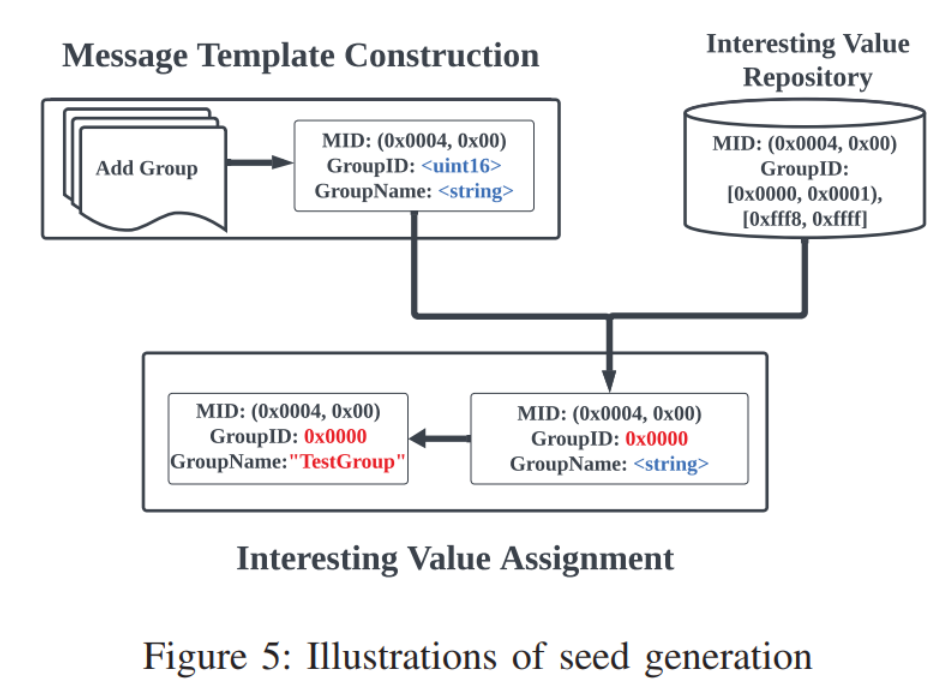 Message Template Construction
Interesting Value
Repository
Add Group
MID: (0x0004, 0x00)
GroupID: <uint16>
GroupName: <string>
MID: (0x0004, 0x00)
GroupID:
[0x0000, 0x0001),
[0xfff8, 0xffff]
MID: (0x0004, 0x00)
GroupID: 0x0000
GroupName:"TestGroup"
MID: (0x0004, 0x00)
GroupID: 0x0000
GroupName: <string>
Interesting Value Assignment
Figure 5: Illustrations of seed generation